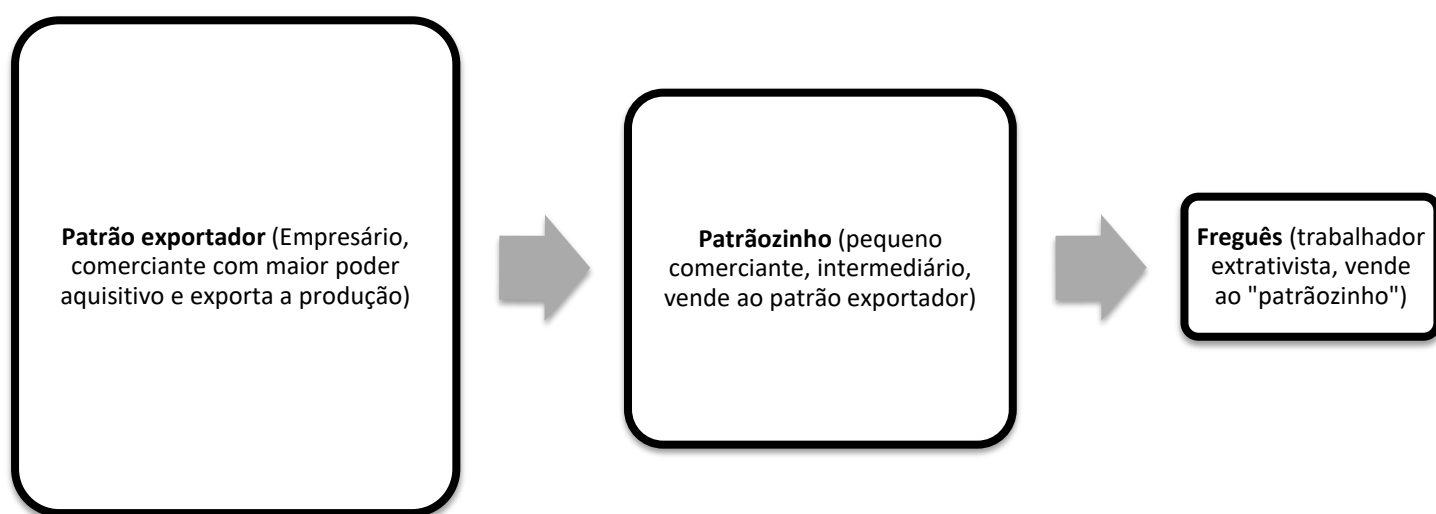 Patrão exportador (Empresário,
comerciante com maior poder
aquisitivo e exporta a produção)
Patrãozinho (pequeno
comerciante, intermediário,
vende ao patrão exportador)
Freguês (trabalhador
extrativista, vende
ao "patrãozinho")